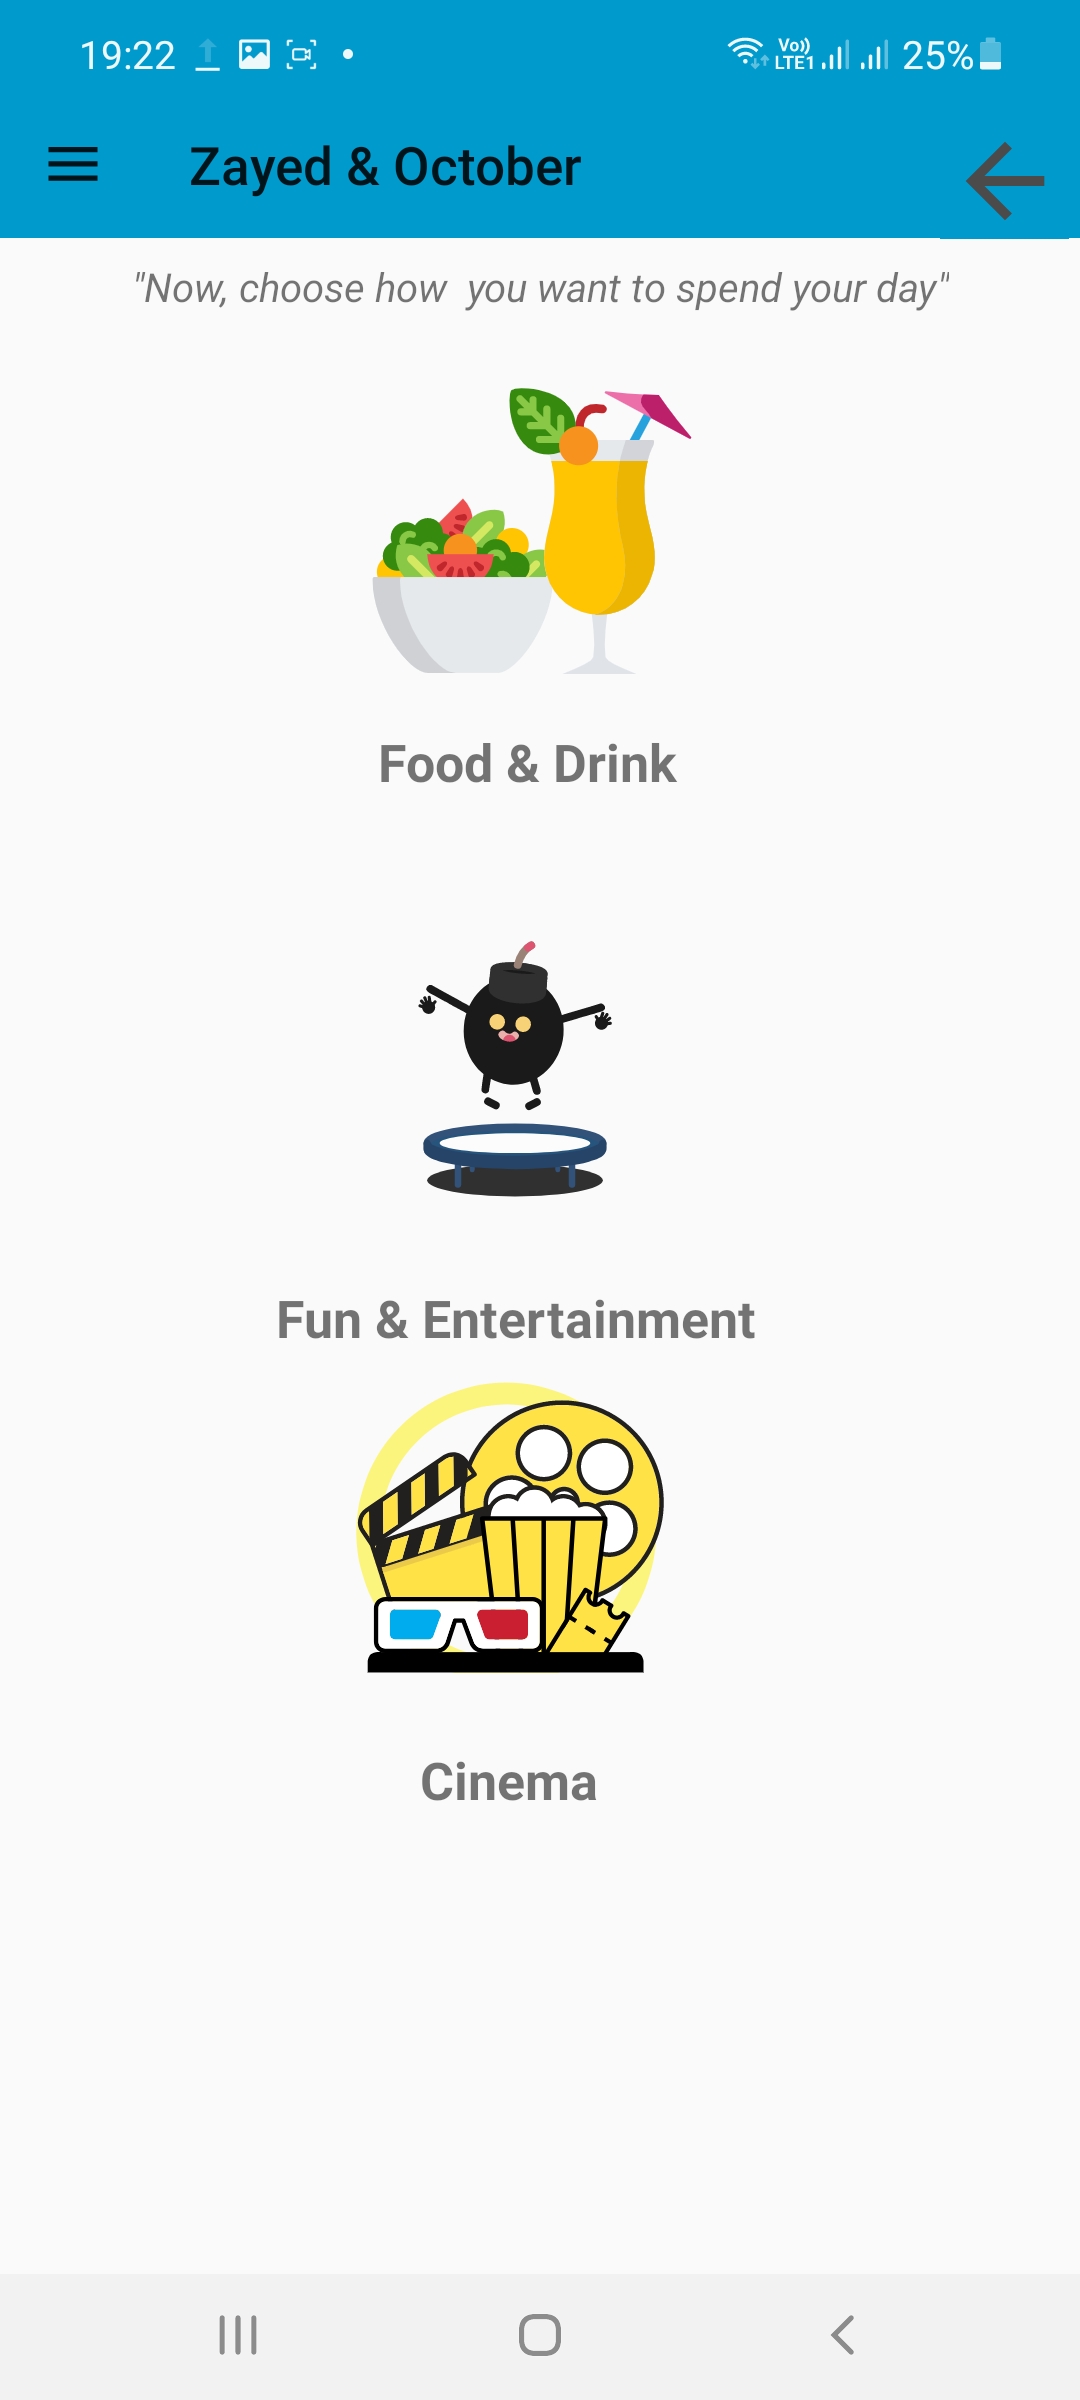 19:22
Vo)) LTE1 25%
Zayed & October
"Now, choose how  you want to spend your day"
Food & Drink
Fun & Entertainment
Cinema